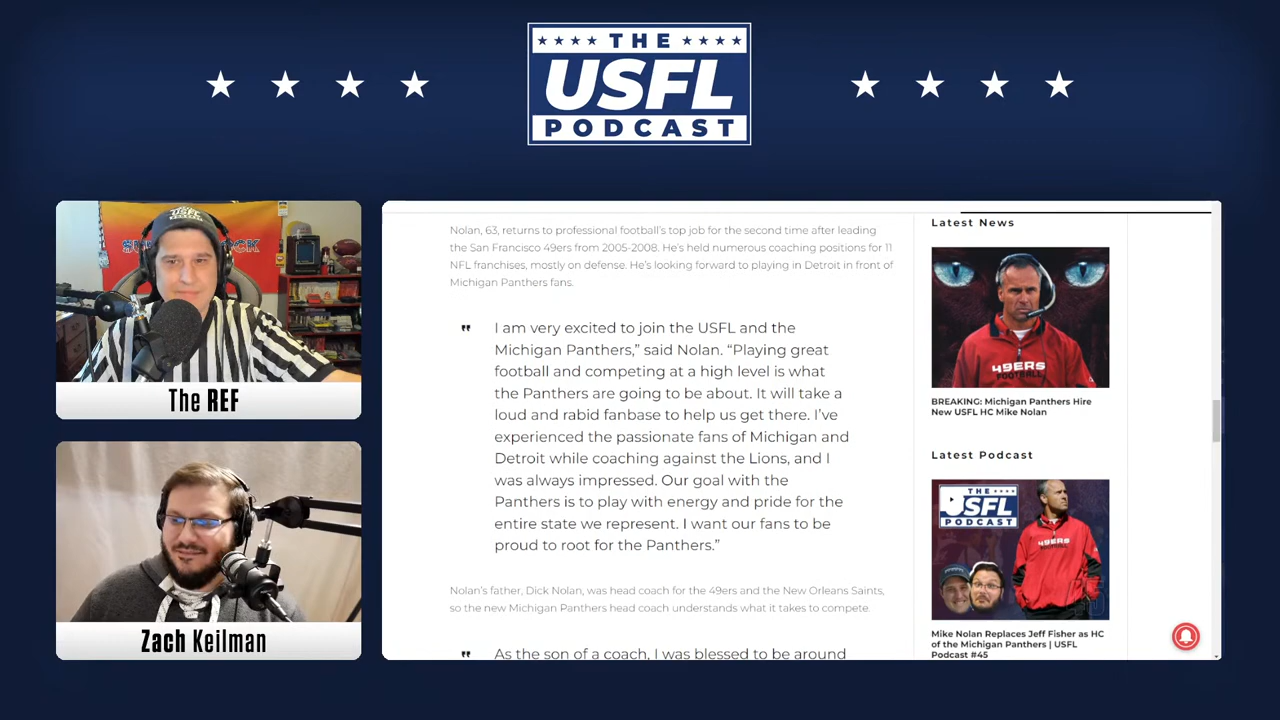 THE
USFL
PODCAST
The REF
Zach Keilman
Nolan, 63, returns to professional football's top job for the second time after leading
the San Francisco 49ers from 2005-2008. He's held numerous coaching positions for 11
NFL franchises, mostly on defense. He's looking forward to playing in Detroit in front of
Michigan Panthers fans.
I am very excited to join the USFL and the
Michigan Panthers,” said Nolan. “Playing great
football and competing at a high level is what
the Panthers are going to be about. It will take a
loud and rabid fanbase to help us get there. I've
experienced the passionate fans of Michigan and
Detroit while coaching against the Lions, and I
was always impressed. Our goal with the
Panthers is to play with energy and pride for the
entire state we represent. I want our fans to be
proud to root for the Panthers.”
Nolan's father, Dick Nolan, was head coach for the 49ers and the New Orleans Saints,
so the new Michigan Panthers head coach understands what it takes to compete.
As the son of a coach, I was blessed to be around
Latest News
49ERS
FOOTBALL
BREAKING: Michigan Panthers Hire
New USFL HC Mike Nolan
Latest Podcast
THE
USFL
PODCAST
49ERS
Mike Nolan Replaces Jeff Fisher as HC
of the Michigan Panthers | USFL
Podcast #45